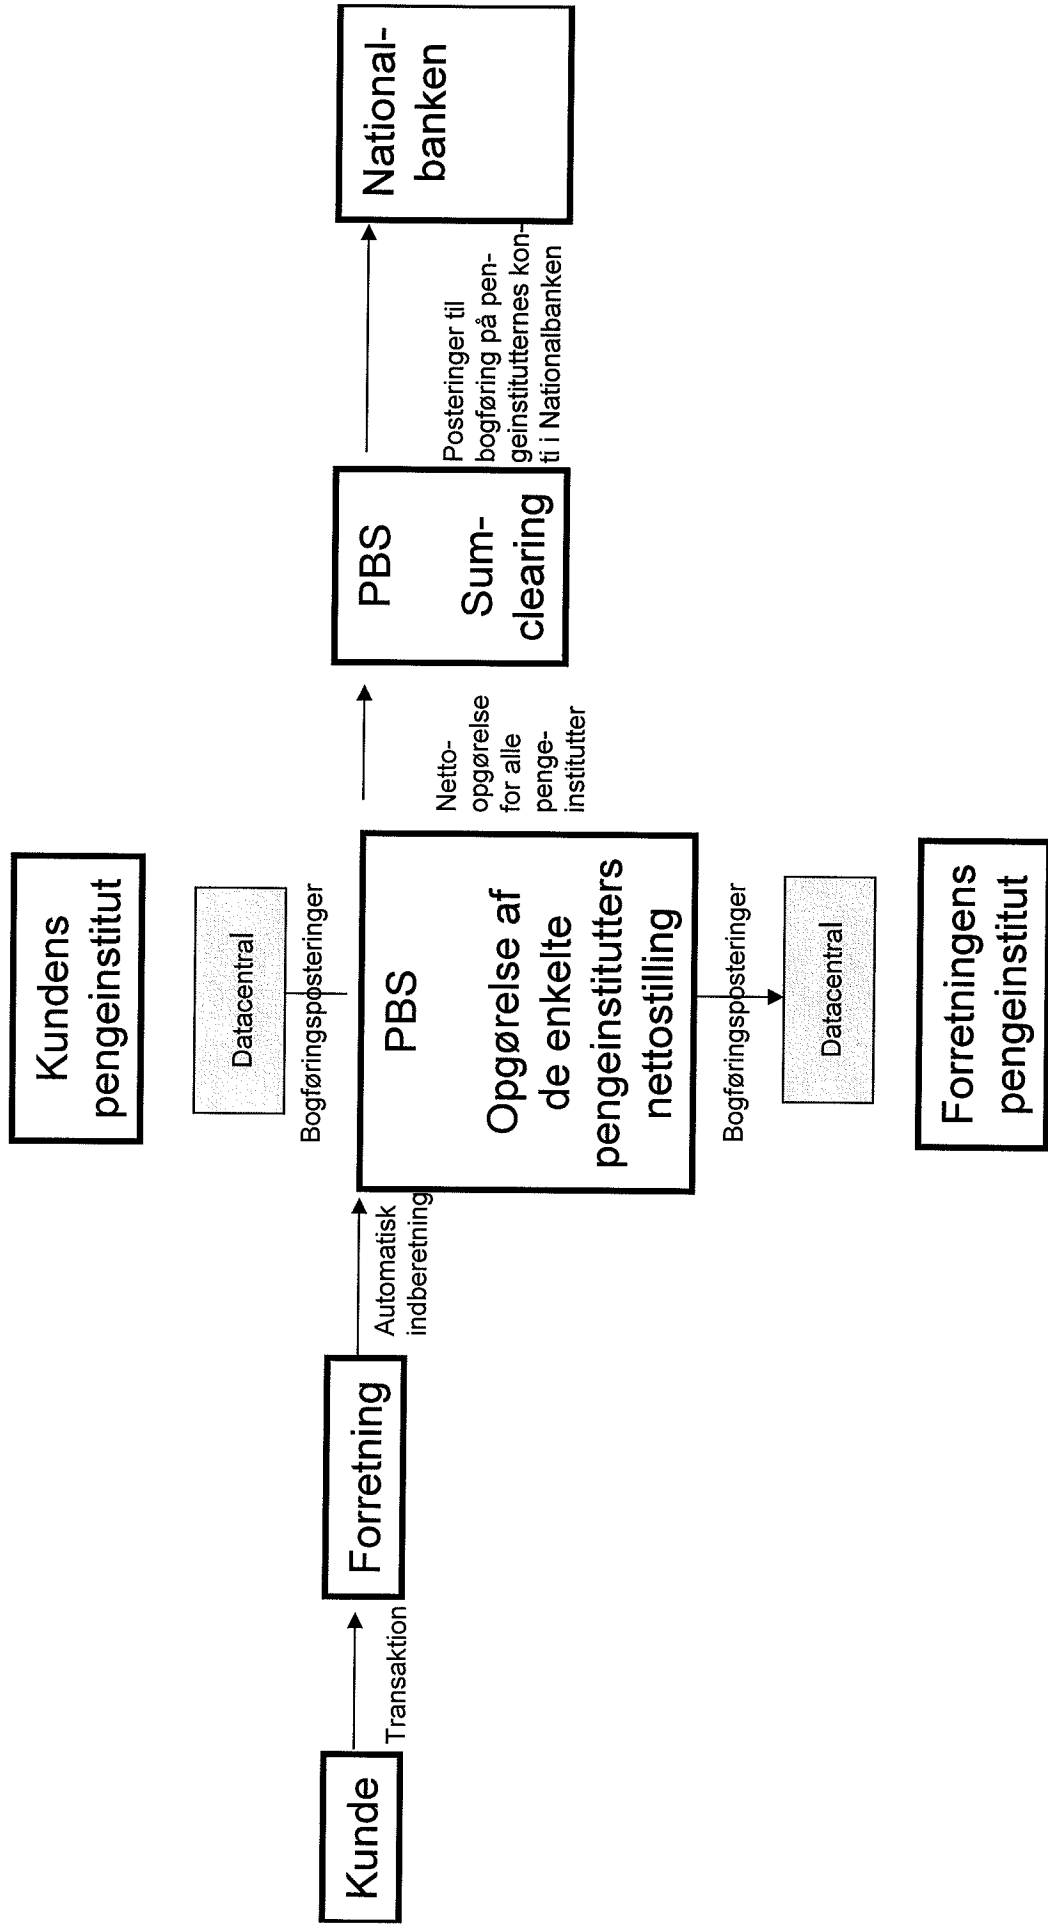 Kundens
pengeinstitut
Datacentral
Bogføringsposteringer
Kunde
Transaktion
Forretning
Automatisk
indberetning
PBS
Opgørelse af
de enkelte
pengeinstitutters
nettostilling
Netto-
opgørelse
for alle
penge-
institutter
PBS
Sum-
clearing
Posteringer til
bogføring på pen-
geinstitutternes kon-
ti i Nationalbanken
National-
banken
Bogføringsposteringer
Datacentral
Forretningens
pengeinstitut